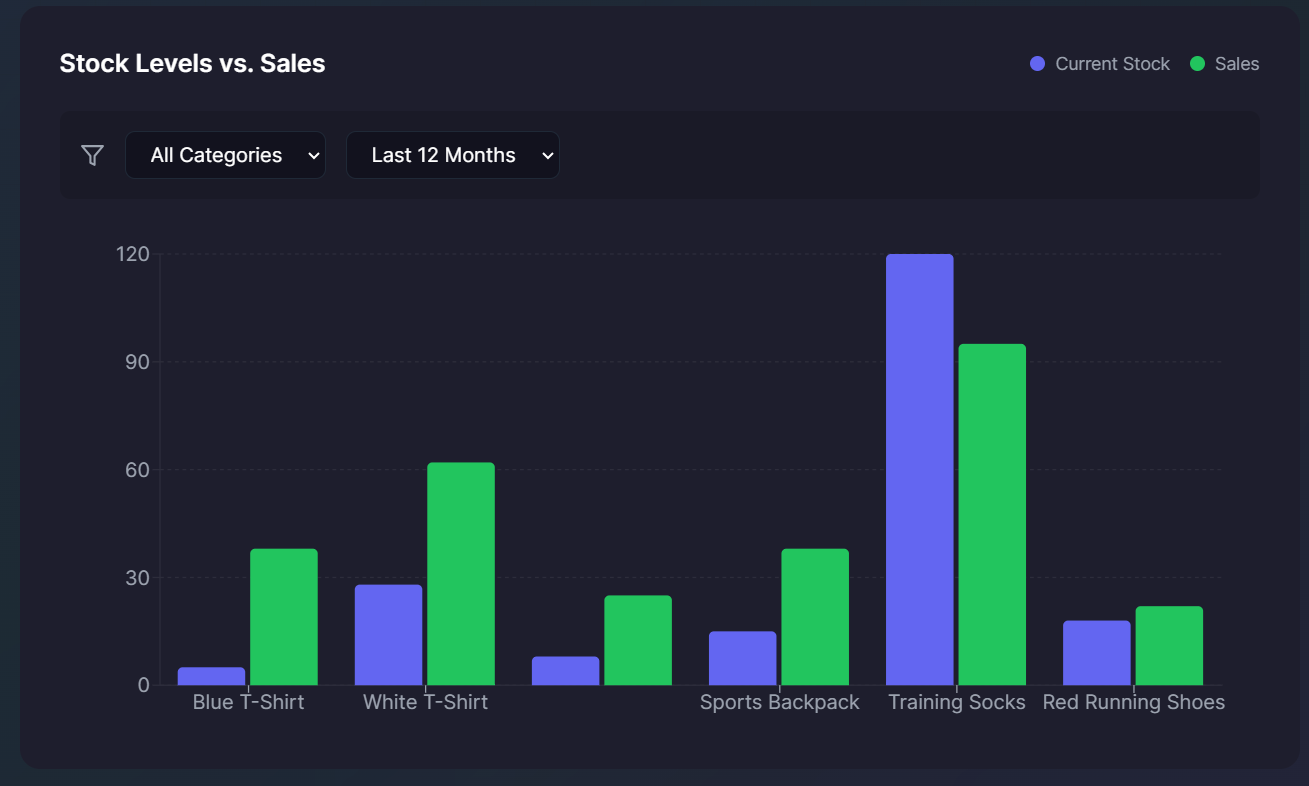 Stock Levels vs. Sales
Current Stock
Sales
All Categories
Last 12 Months
120
90
60
30
0
Blue T-Shirt
White T-Shirt
Sports Backpack
Training Socks
Red Running Shoes